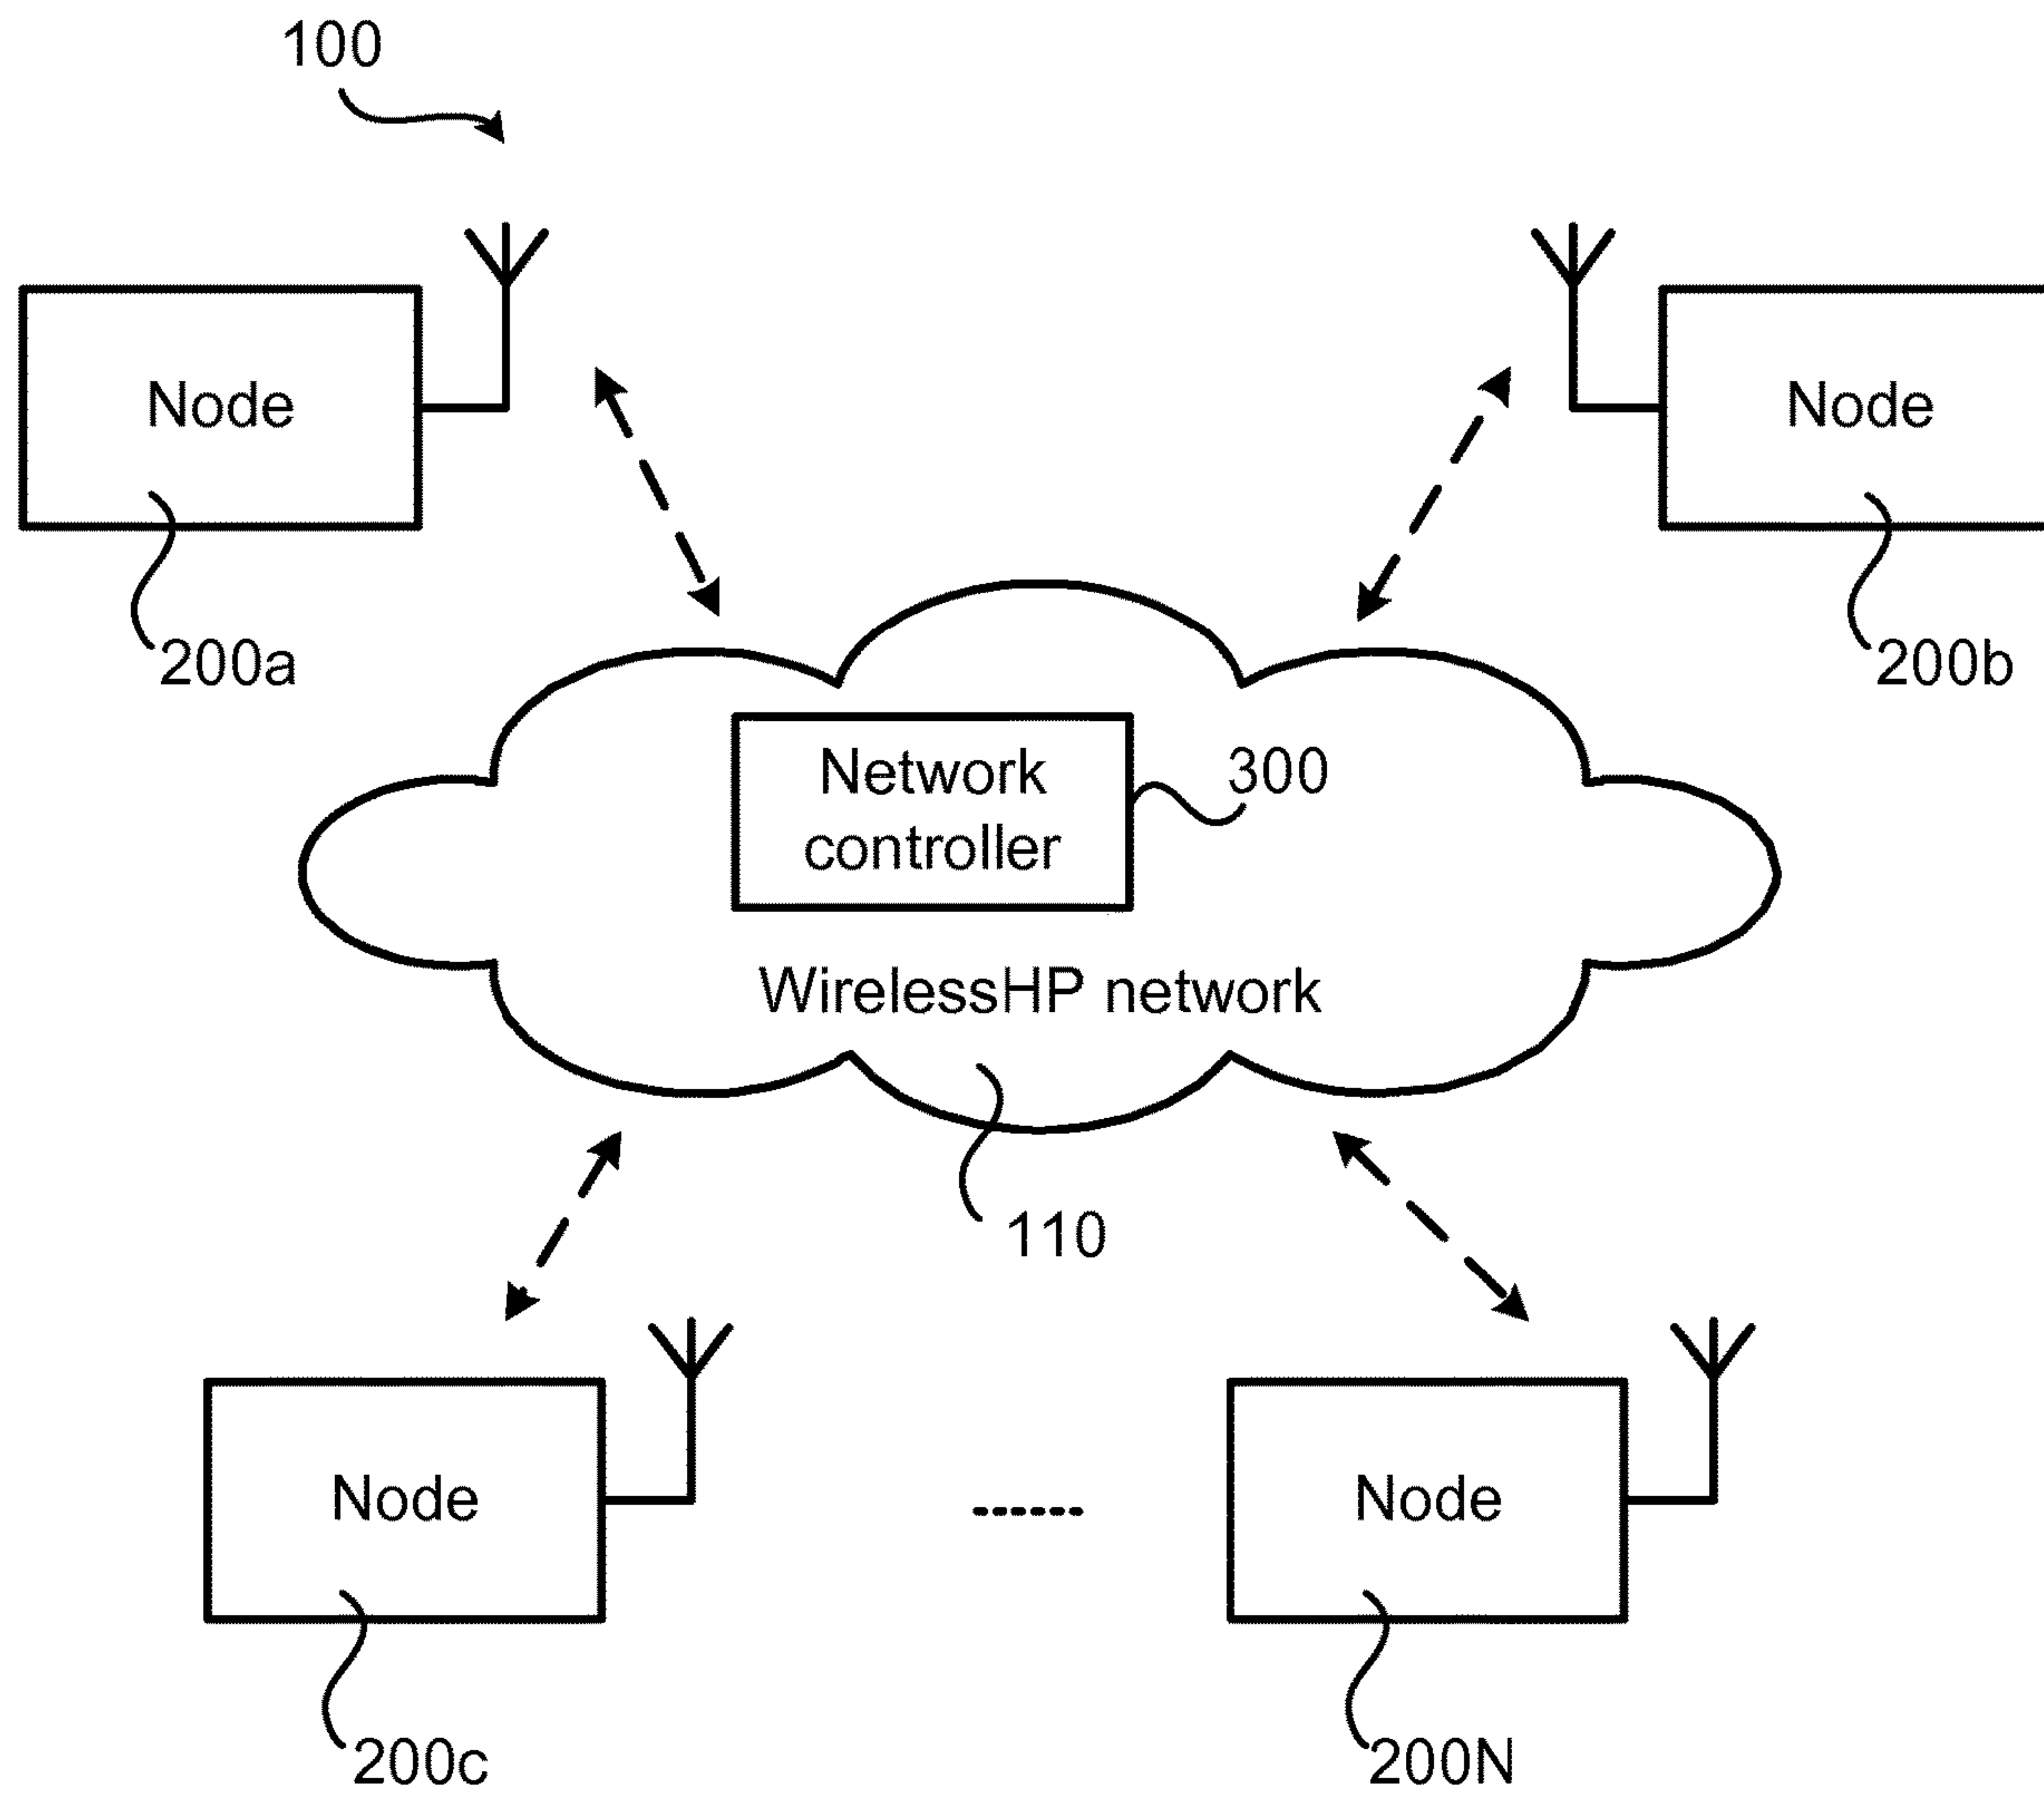 100
Node
Node
200a
200b
Network
controller
300
WirelessHP network
110
Node
Node
200c
200N